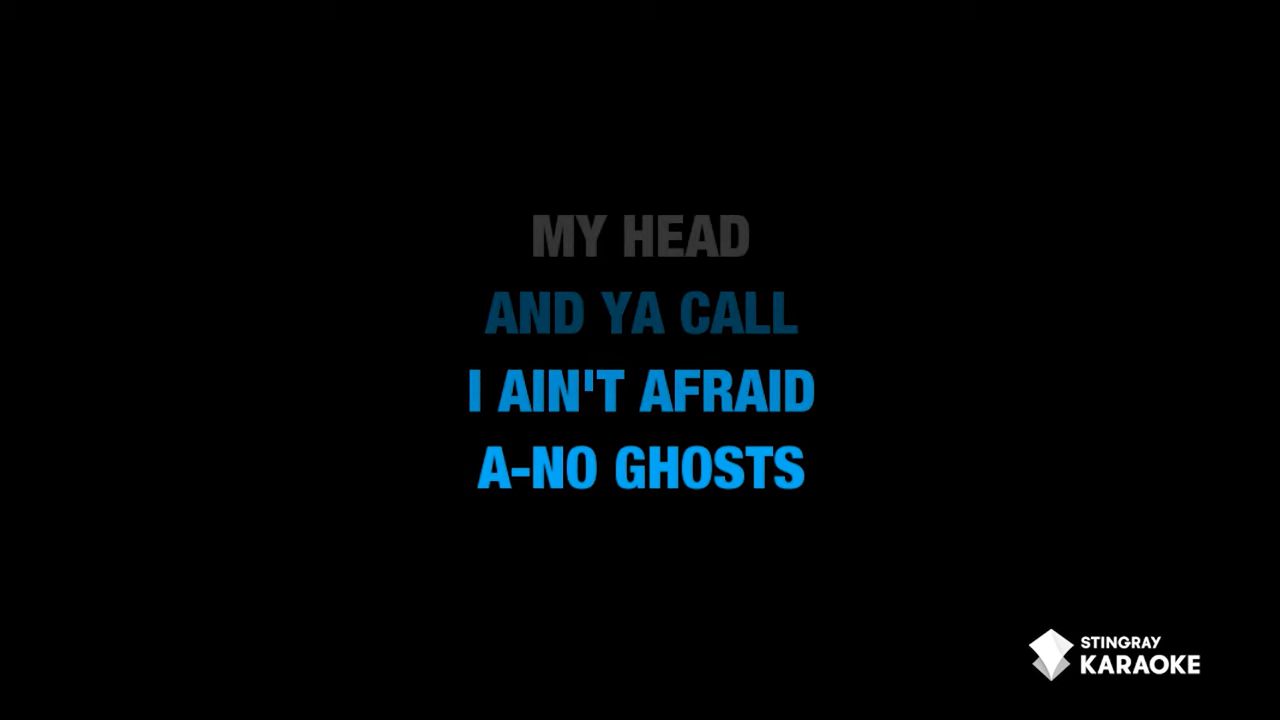 MY HEAD
AND YA CALL
I AIN'T AFRAID
A-NO GHOSTS
STINGRAY
KARAOKE